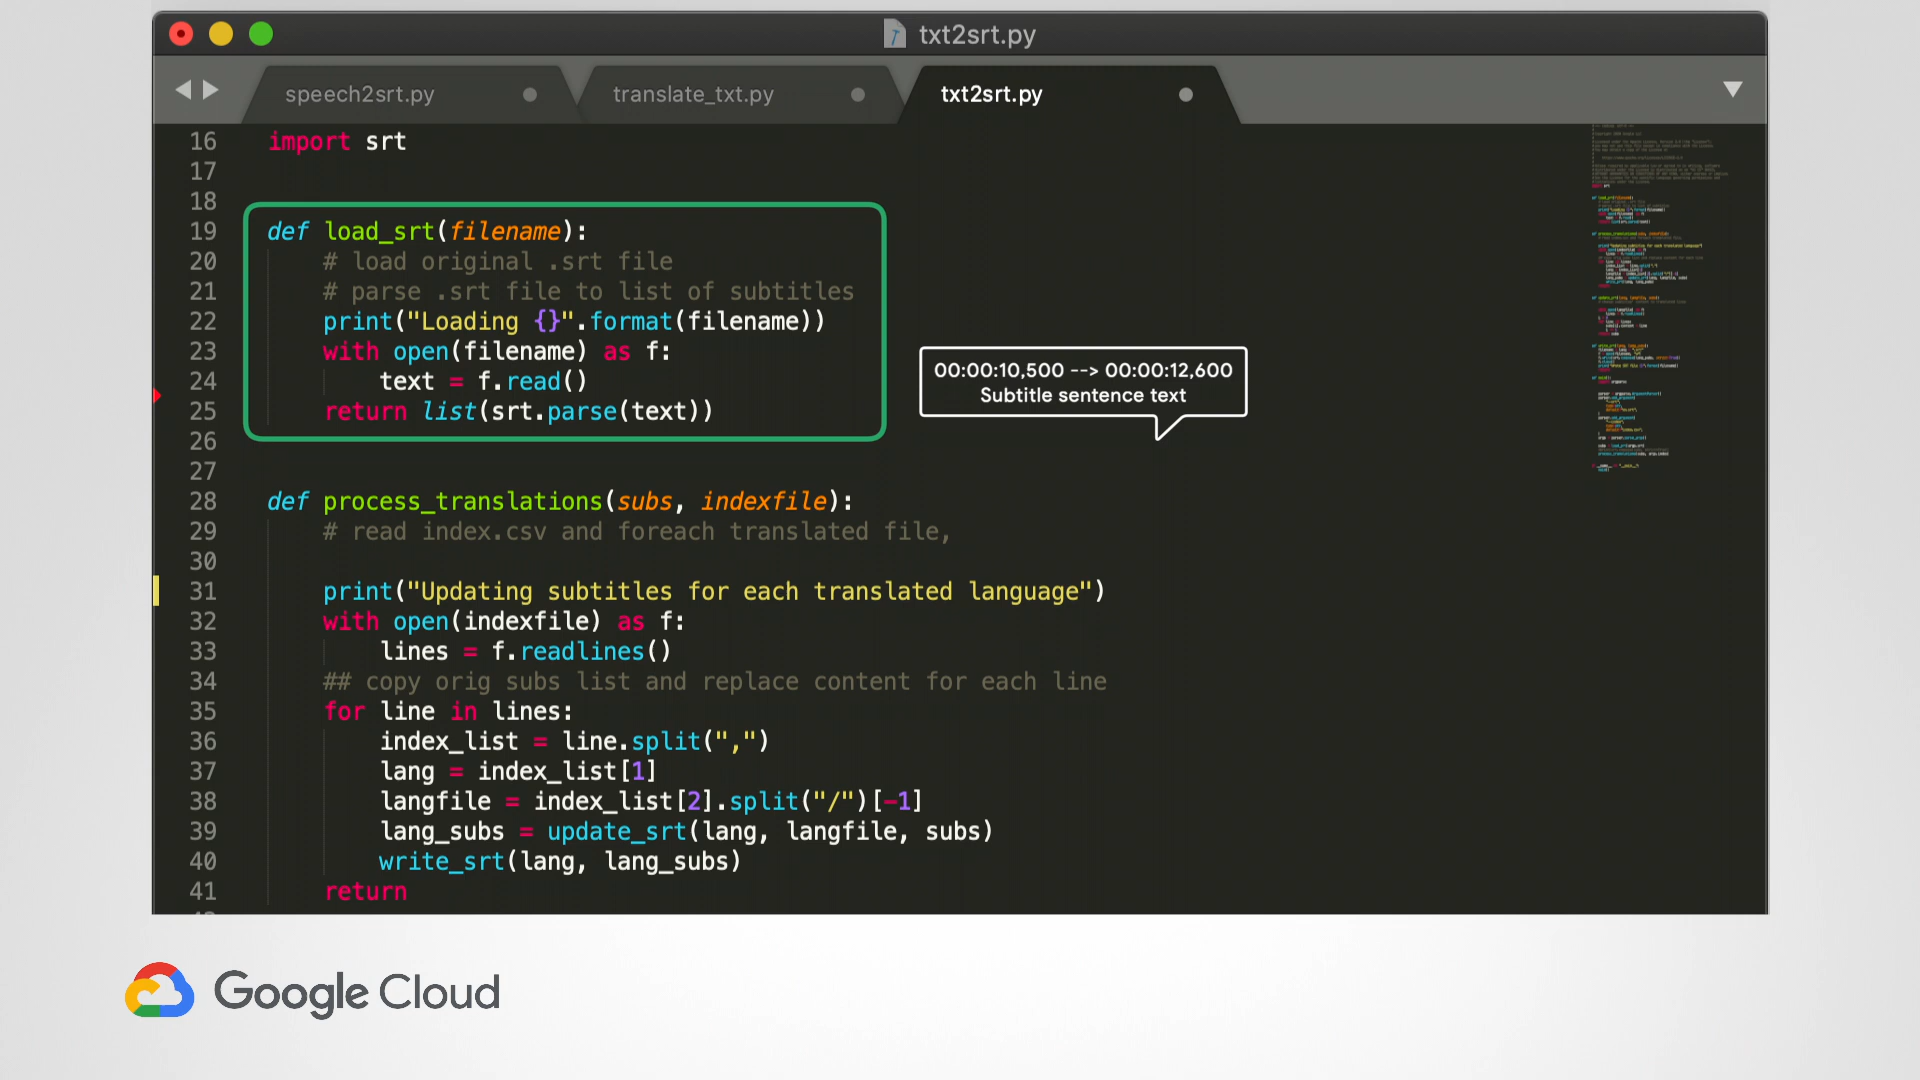 txt2srt.py
speech2srt.py
translate_txt.py
txt2srt.py
16 import srt
17
18
19 def load_srt(filename):
20 # load original .srt file
21 # parse .srt file to list of subtitles
22 print("Loading {}".format(filename))
23 with open(filename) as f:
24 text = f.read()
25 return list(srt.parse(text))
26
27
00:00:10,500 --> 00:00:12,600
Subtitle sentence text
28 def process_translations(subs, indexfile):
29 # read index.csv and foreach translated file,
30
31 print("Updating subtitles for each translated language")
32 with open(indexfile) as f:
33 lines = f.readlines()
34 ## copy orig subs list and replace content for each line
35 for line in lines:
36 index_list = line.split(",")
37 lang = index_list[1]
38 langfile = index_list[2].split("/")[-1]
39 lang_subs = update_srt(lang, langfile, subs)
40 write_srt(lang, lang_subs)
41 return
Google Cloud